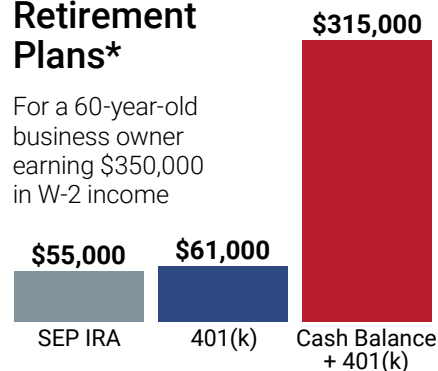 Retirement
Plans*
For a 60-year-old
business owner
earning $350,000
in W-2 income
$315,000
$55,000
$61,000
SEP IRA
401(k)
Cash Balance
+ 401(k)